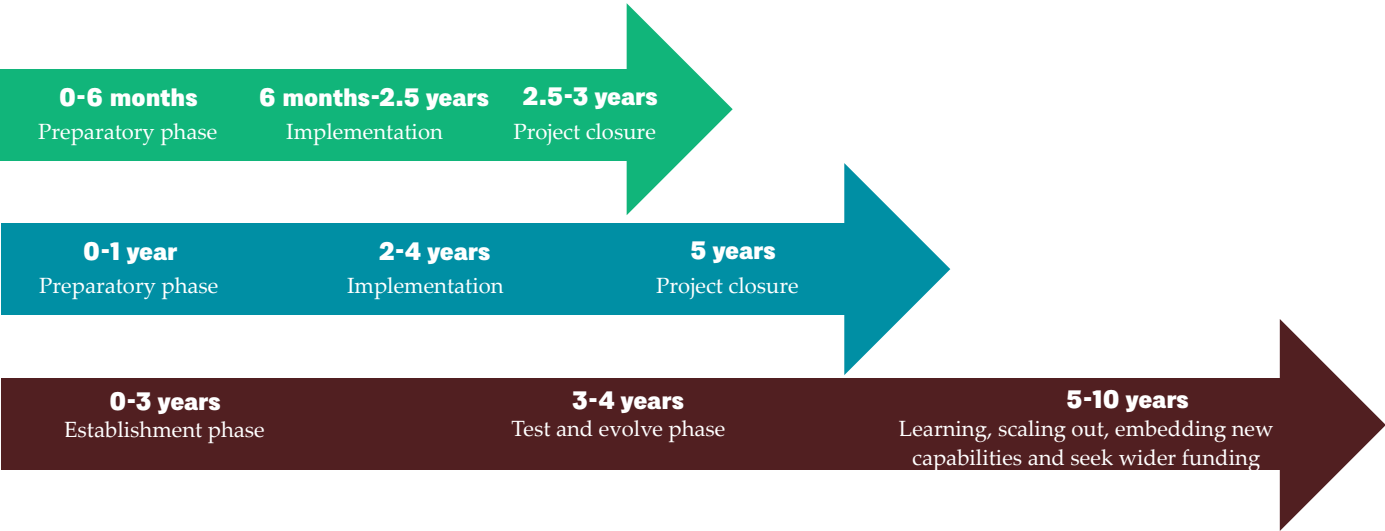 0-6 months
Preparatory phase
6 months-2.5 years
Implementation
2.5-3 years
Project closure
0-1 year
Preparatory phase
2-4 years
Implementation
5 years
Project closure
0-3 years
Establishment phase
3-4 years
Test and evolve phase
5-10 years
Learning, scaling out, embedding new
capabilities and seek wider funding